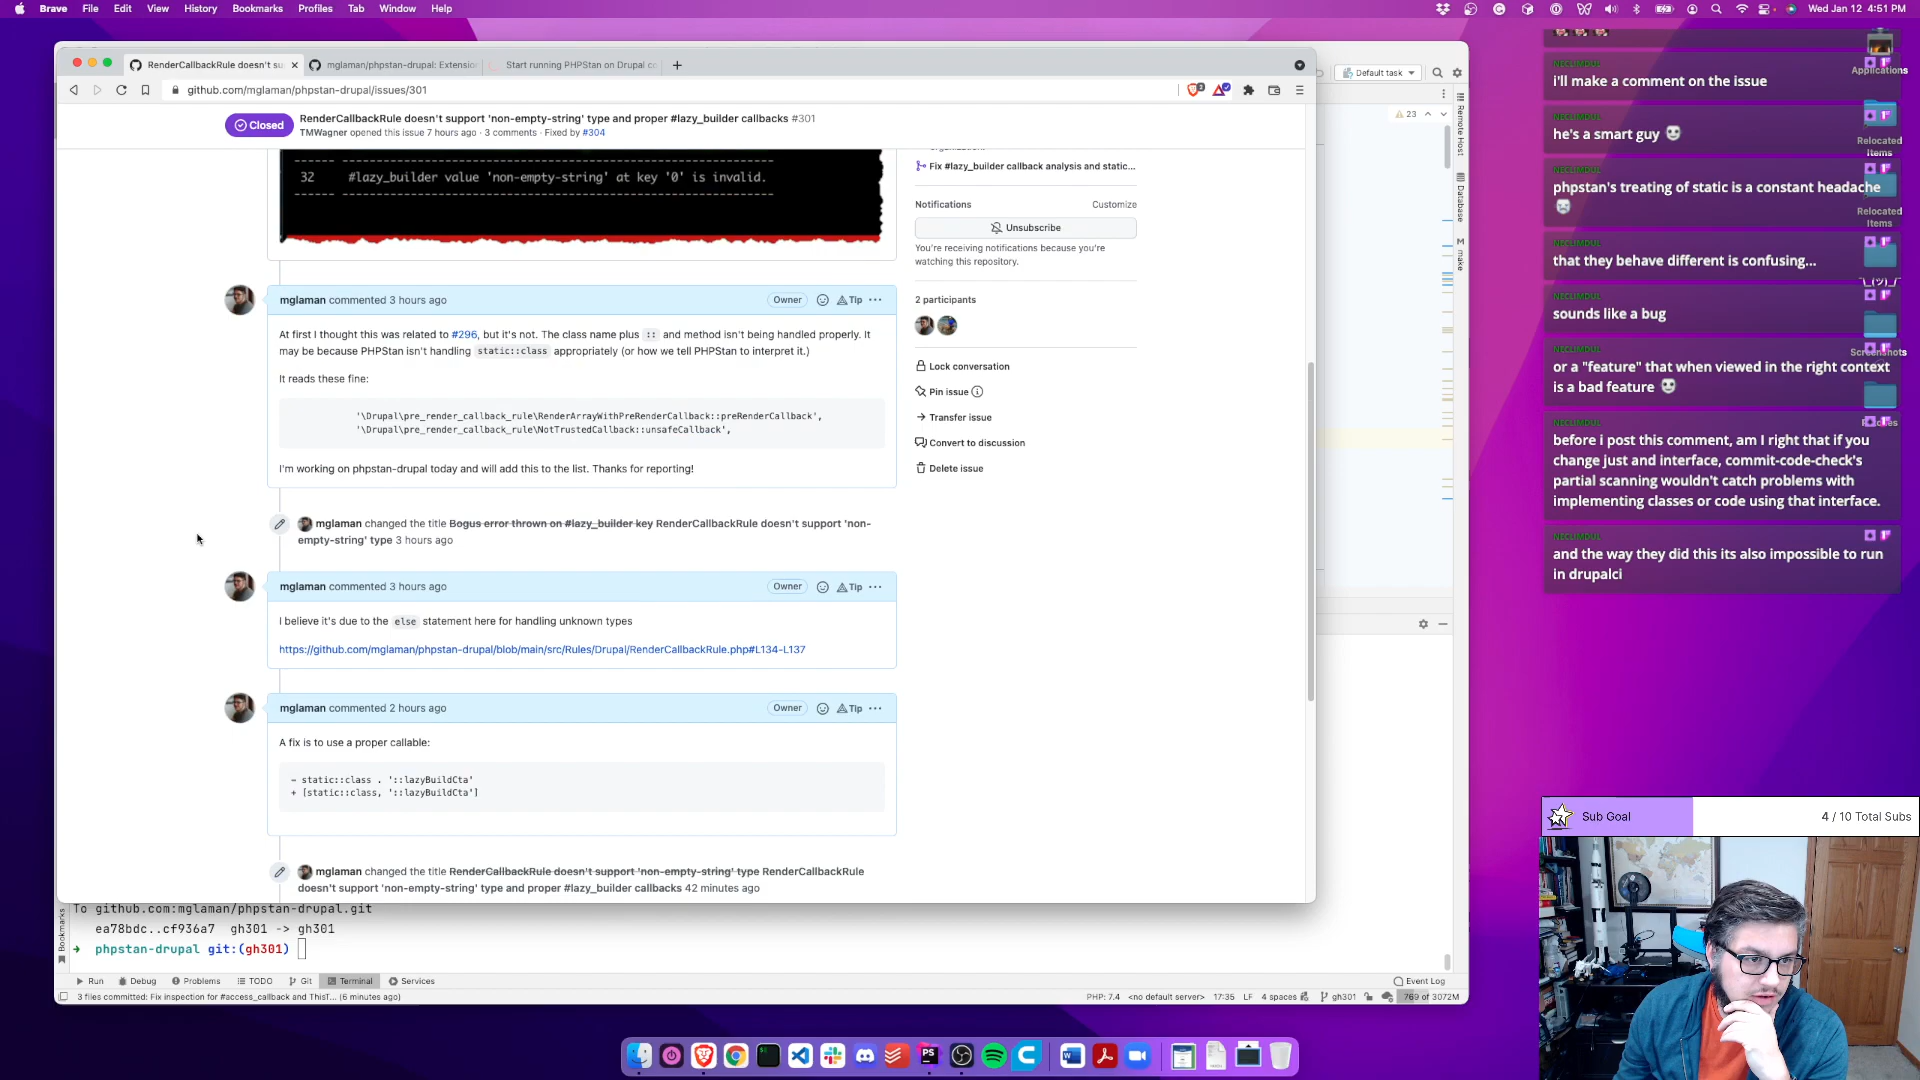 Brave File Edit View History Bookmarks Profiles Tab Window Help
Wed Jan 12 4:51 PM
RenderCallbackRule doesn't su
mglaman/phpstan-drupal: Extensio
Start running PHPStan on Drupal co
github.com/mglaman/phpstan-drupal/issues/301
Default task
23
Closed
RenderCallbackRule doesn't support 'non-empty-string' type and proper #lazy_builder callbacks #301
TMWagner opened this issue 7 hours ago · 3 comments · Fixed by #304
32 #lazy_builder value 'non-empty-string' at key '0' is invalid.
Fix #lazy_builder callback analysis and static...
Notifications Customize
Unsubscribe
You're receiving notifications because you're
watching this repository.
2 participants
Lock conversation
Pin issue
Transfer issue
Convert to discussion
Delete issue
mglaman commented 3 hours ago
Owner Tip
At first I thought this was related to #296, but it's not. The class name plus :: and method isn't being handled properly. It
may be because PHPStan isn't handling static::class appropriately (or how we tell PHPStan to interpret it.)
It reads these fine:
'\Drupal\pre_render_callback_rule\RenderArrayWithPreRenderCallback::preRenderCallback',
'\Drupal\pre_render_callback_rule\NotTrustedCallback::unsafeCallback',
I'm working on phpstan-drupal today and will add this to the list. Thanks for reporting!
mglaman changed the title Bogus error thrown on #lazy_builder key RenderCallbackRule doesn't support 'non-
empty-string' type 3 hours ago
mglaman commented 3 hours ago
Owner Tip
I believe it's due to the else statement here for handling unknown types
https://github.com/mglaman/phpstan-drupal/blob/main/src/Rules/Drupal/RenderCallbackRule.php#L134-L137
mglaman commented 2 hours ago
Owner Tip
A fix is to use a proper callable:
- static::class . '::lazyBuildCta'
+ [static::class, '::lazyBuildCta']
mglaman changed the title RenderCallbackRule doesn't support 'non-empty-string' type RenderCallbackRule
doesn't support 'non-empty-string' type and proper #lazy_builder callbacks 42 minutes ago
Remote Host
Database
make
Bookmarks
To github.com:mglaman/phpstan-drupal.git
ea78bdc..cf936a7 gh301 -> gh301
→ phpstan-drupal git:(gh301)
Run Debug Problems TODO Git Terminal Services
Event Log
3 files committed: Fix inspection for #access_callback and ThisT... (6 minutes ago)
PHP: 7.4 <no default server> 17:35 LF 4 spaces gh301 769 of 3072M
NECLIMDUL
i'll make a comment on the issue
NECLIMDUL
he's a smart guy
NECLIMDUL
phpstan's treating of static is a constant headache
NECLIMDUL
that they behave different is confusing...
NECLIMDUL
sounds like a bug
NECLIMDUL
or a "feature" that when viewed in the right context
is a bad feature
NECLIMDUL
before i post this comment, am I right that if you
change just and interface, commit-code-check's
partial scanning wouldn't catch problems with
implementing classes or code using that interface.
NECLIMDUL
and the way they did this its also impossible to run
in drupalci
Applications
Relocated
Items
Relocated
Items
¯\_(ツ)_/¯
Screenshots
Sub Goal
4 / 10 Total Subs
PS